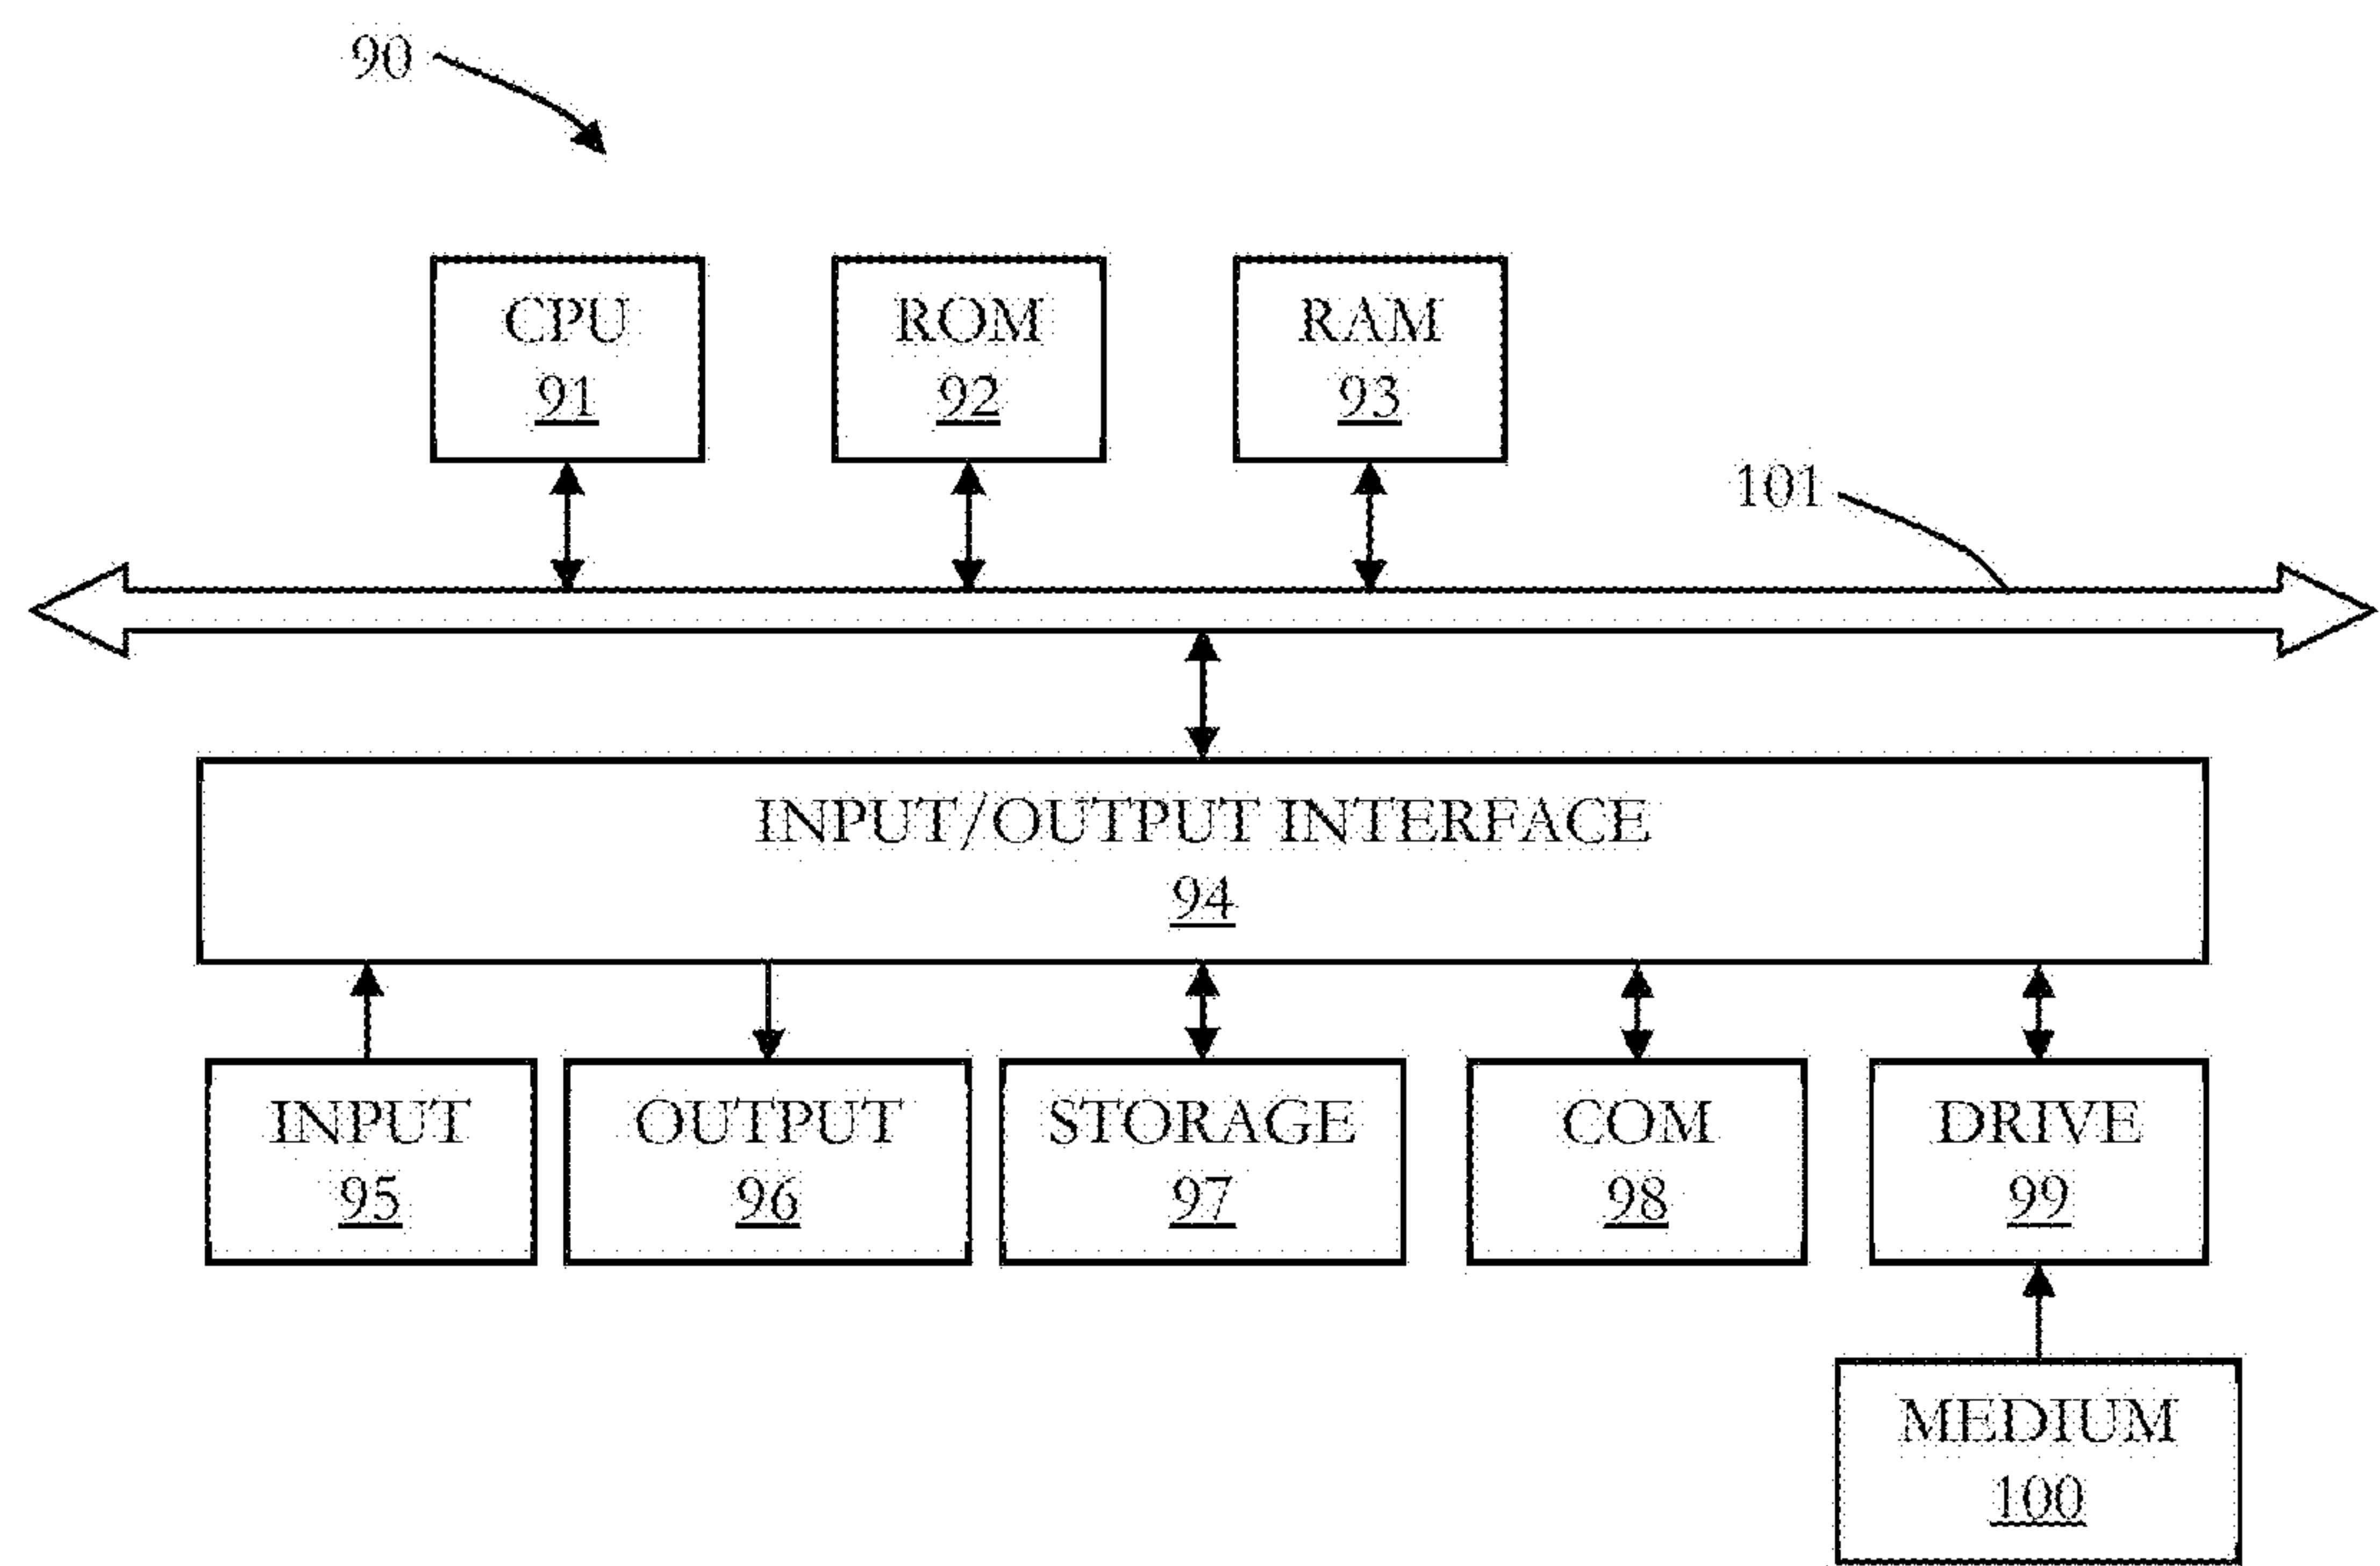 90
CPU
91
ROM
92
RAM
93
101
INPUT/OUTPUT INTERFACE
94
INPUT
95
OUTPUT
96
STORAGE
97
COM
98
DRIVE
99
MEDIUM
100